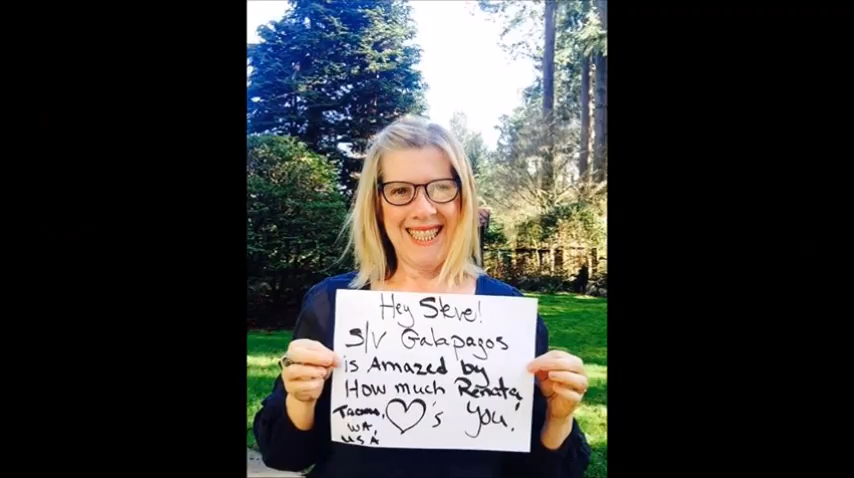 Hey Steve!
S/V Galapagos
is Amazed by
How much Renata
♡'s You!
Tacoma,
WA,
USA